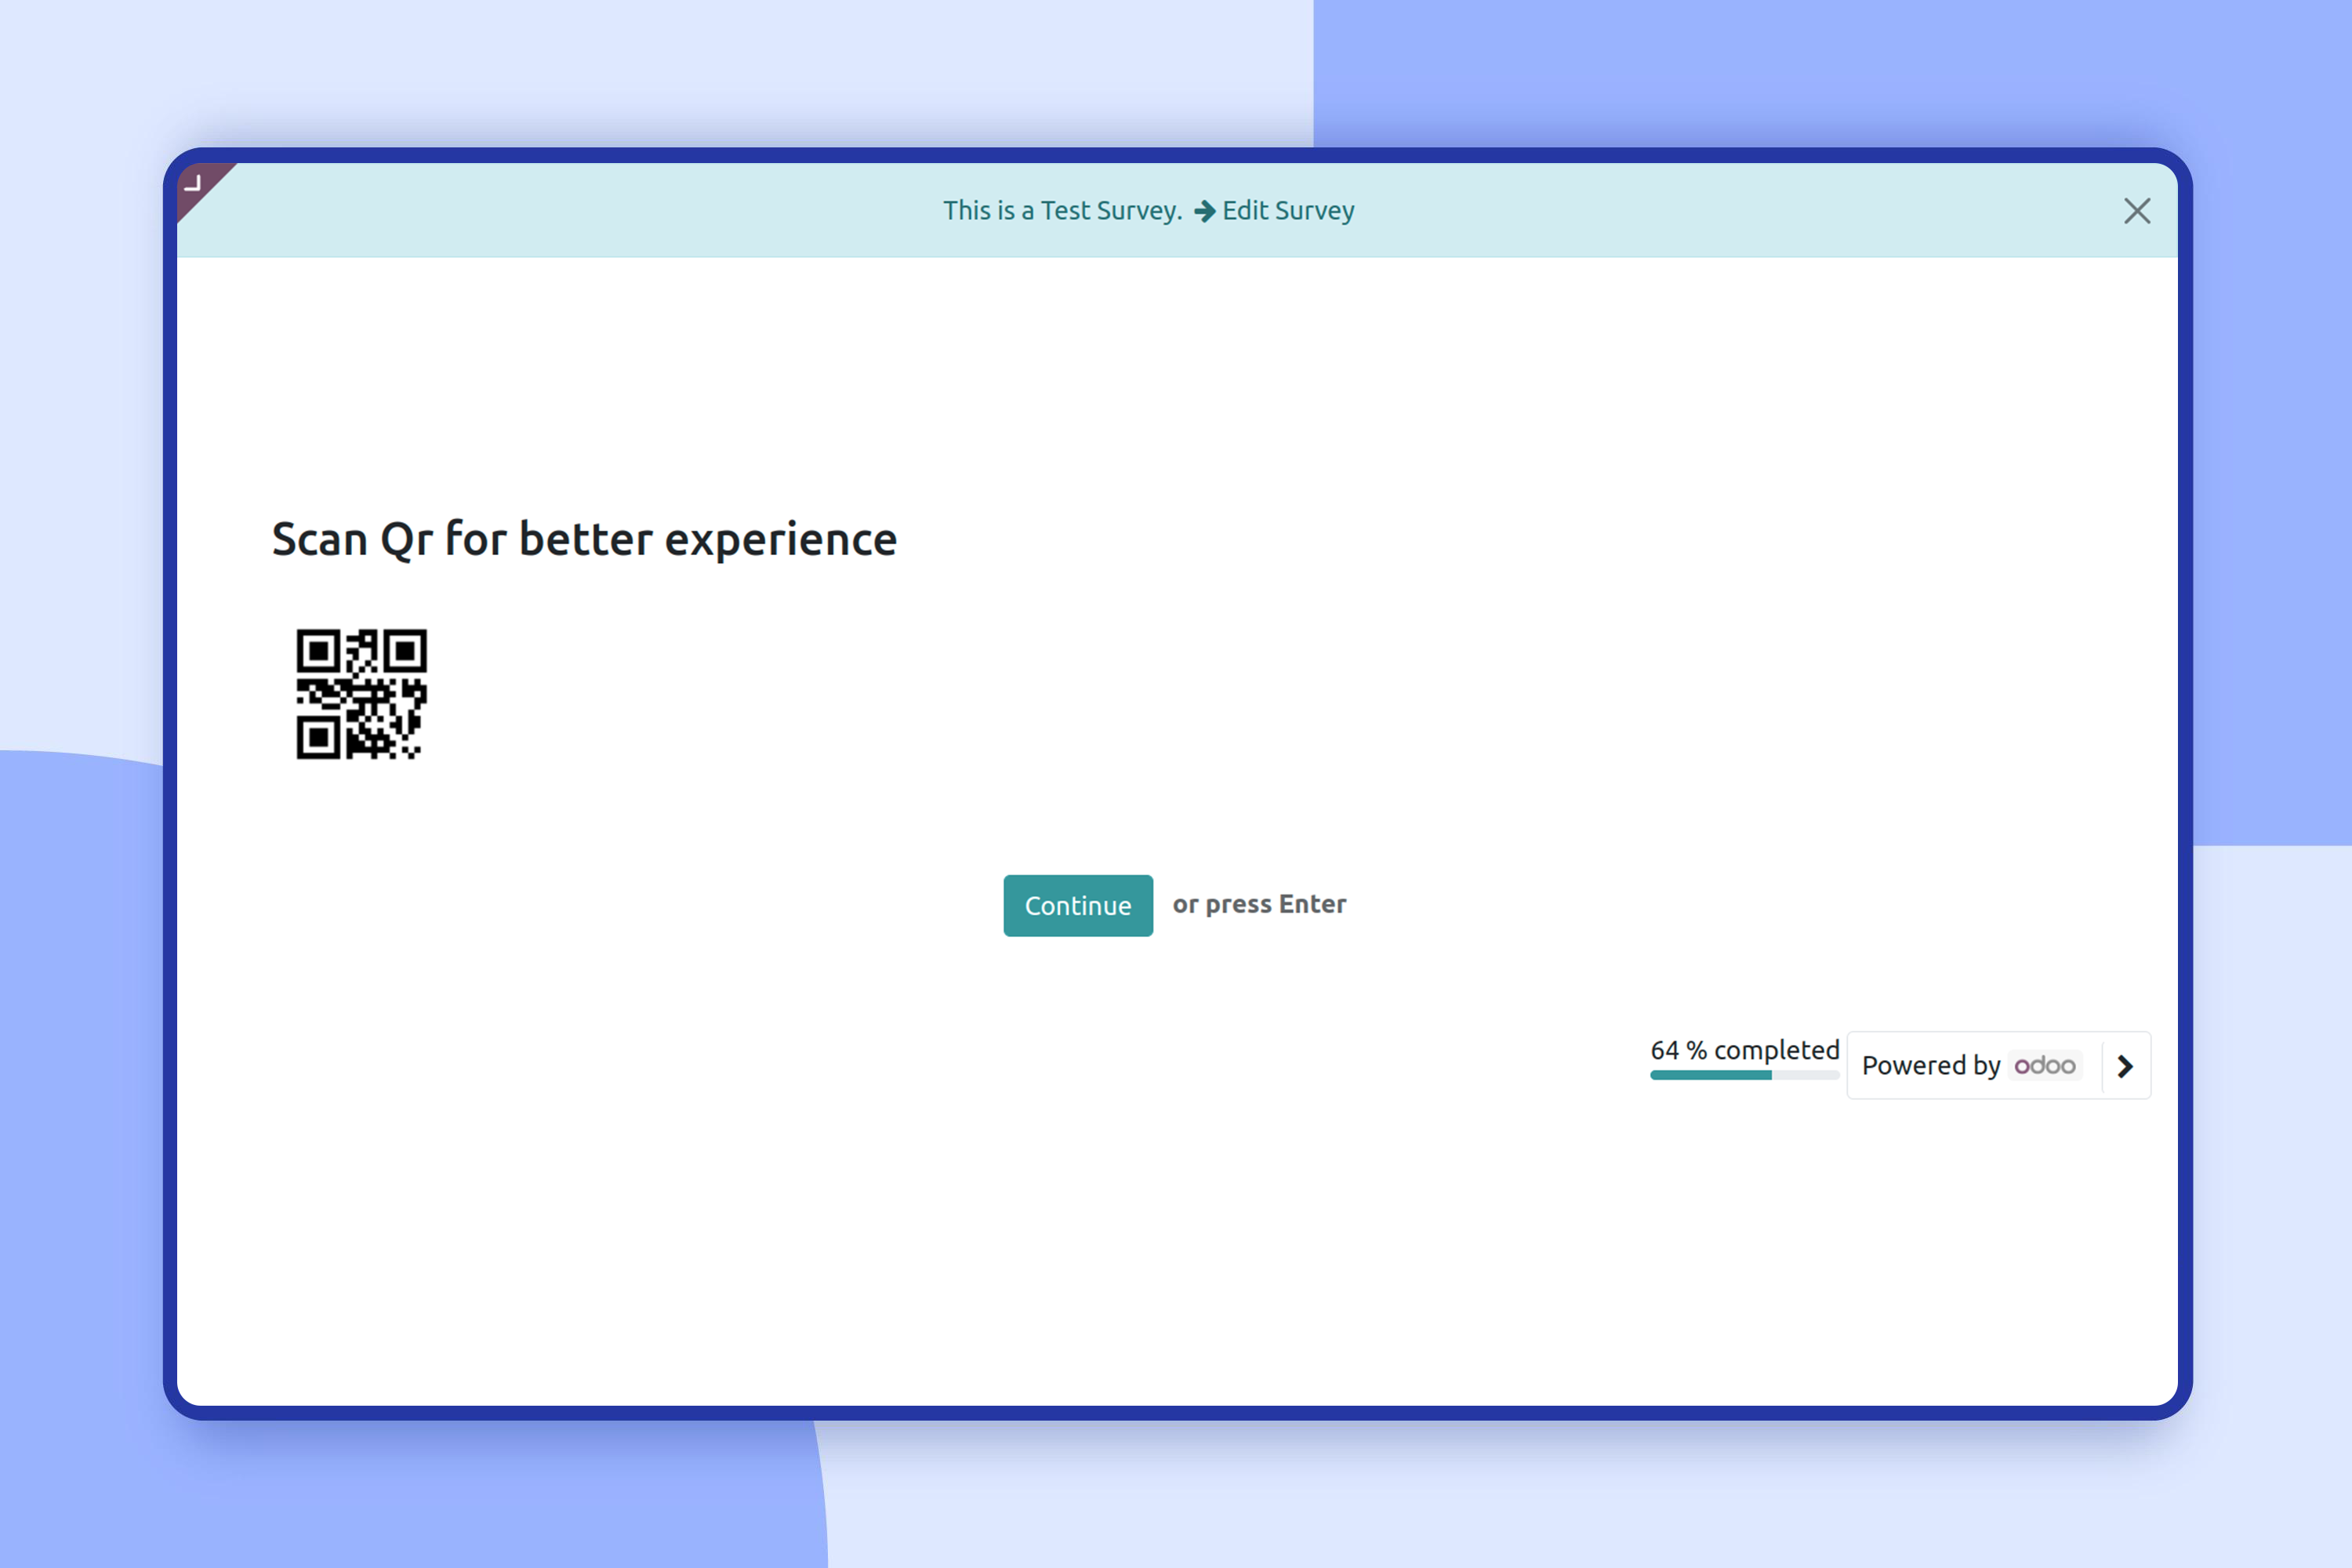 This is a Test Survey. Edit Survey
Scan Qr for better experience
Continue or press Enter
64 % completed
Powered by odoo